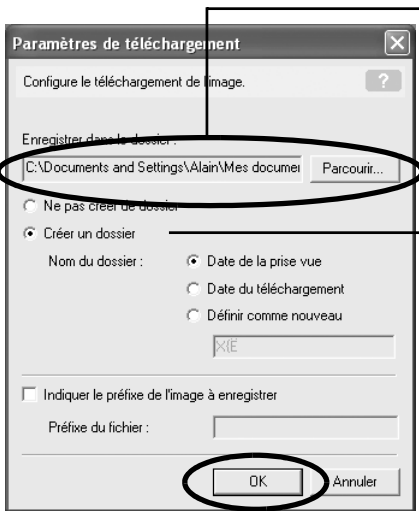 Paramètres de téléchargement
Configure le téléchargement de l'image.
Enregistrer dans le dossier :
C:\Documents and Settings\Alain\Mes documei
Parcourir...
Ne pas créer de dossier
Créer un dossier
Nom du dossier :
Date de la prise vue
Date du téléchargement
Définir comme nouveau
Indiquer le préfixe de l'image à enregistrer
Préfixe du fichier :
OK
Annuler